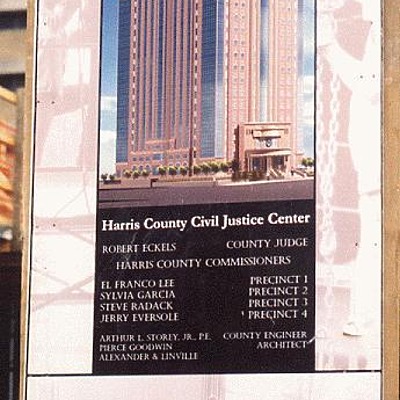 Harris County Civil Justice Center
ROBERT ECKELS COUNTY JUDGE
HARRIS COUNTY COMMISSIONERS
EL FRANCO LEE PRECINCT 1
SYLVIA GARCIA PRECINCT 2
STEVE RADACK PRECINCT 3
JERRY EVERSOLE PRECINCT 4
ARTHUR L. STOREY, JR., P.E. COUNTY ENGINEER
PIERCE GOODWIN ARCHITECT
ALEXANDER & LINVILLE